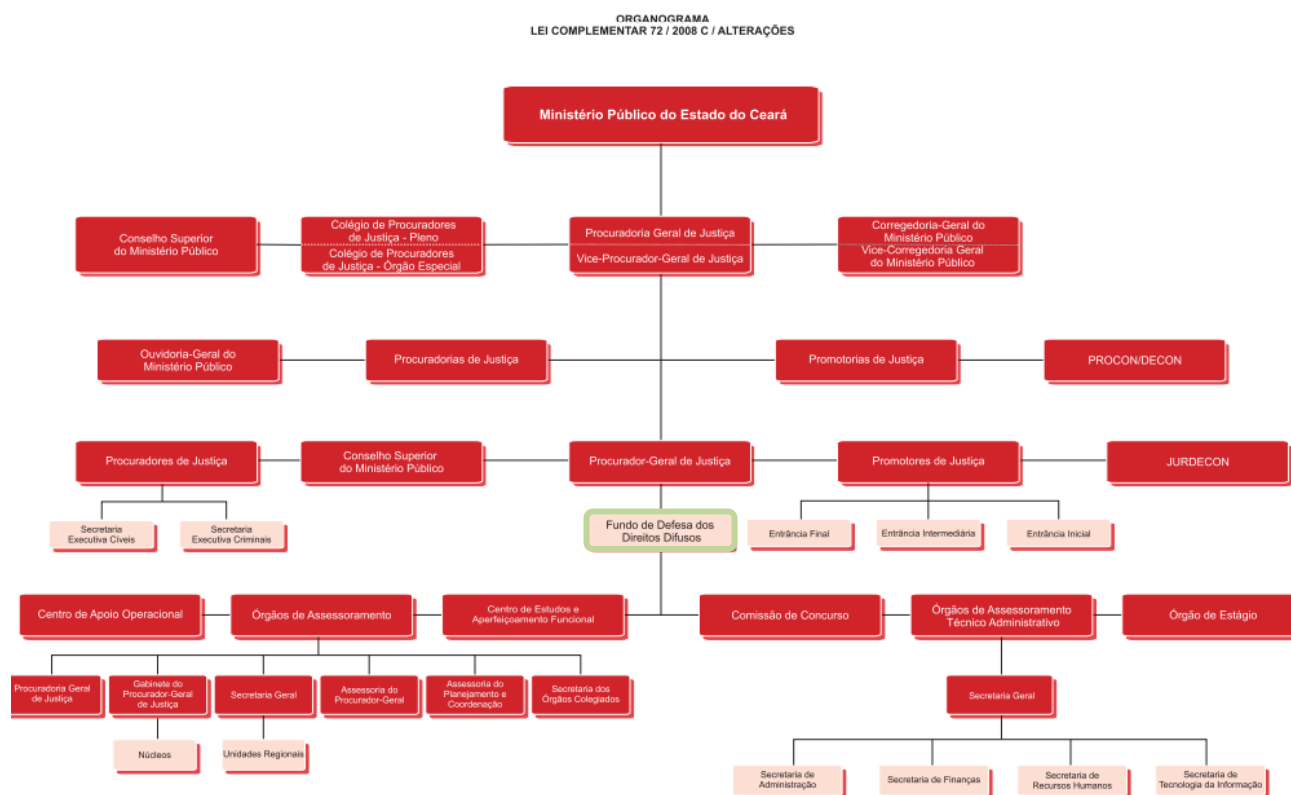 ORGANOGRAMA
LEI COMPLEMENTAR 72 / 2008 C / ALTERAÇÕES
Ministério Público do Estado do Ceará
Conselho Superior
do Ministério Público
Colégio de Procuradores
de Justiça - Pleno
Colégio de Procuradores
de Justiça - Órgão Especial
Procuradoria Geral de Justiça
Vice-Procurador-Geral de Justiça
Corregedoria-Geral do
Ministério Público
Vice-Corregedoria Geral
do Ministério Público
Ouvidoria-Geral do
Ministério Público
Procuradorias de Justiça
Promotorias de Justiça
PROCON/DECON
Procuradores de Justiça
Conselho Superior
do Ministério Público
Procurador-Geral de Justiça
Promotores de Justiça
JURDECON
Secretaria
Executiva Cíveis
Secretaria
Executiva Criminais
Fundo de Defesa dos
Direitos Difusos
Entrância Final
Entrância Intermediária
Entrância Inicial
Centro de Apoio Operacional
Órgãos de Assessoramento
Centro de Estudos e
Aperfeiçoamento Funcional
Comissão de Concurso
Órgãos de Assessoramento
Técnico Administrativo
Órgão de Estágio
Procuradoria Geral
de Justiça
Gabinete do
Procurador-Geral
de Justiça
Secretaria Geral
Assessoria do
Procurador-Geral
Assessoria do
Planejamento e
Coordenação
Secretaria dos
Órgãos Colegiados
Secretaria Geral
Núcleos
Unidades Regionais
Secretaria de
Administração
Secretaria de Finanças
Secretaria de
Recursos Humanos
Secretaria de
Tecnologia da Informação